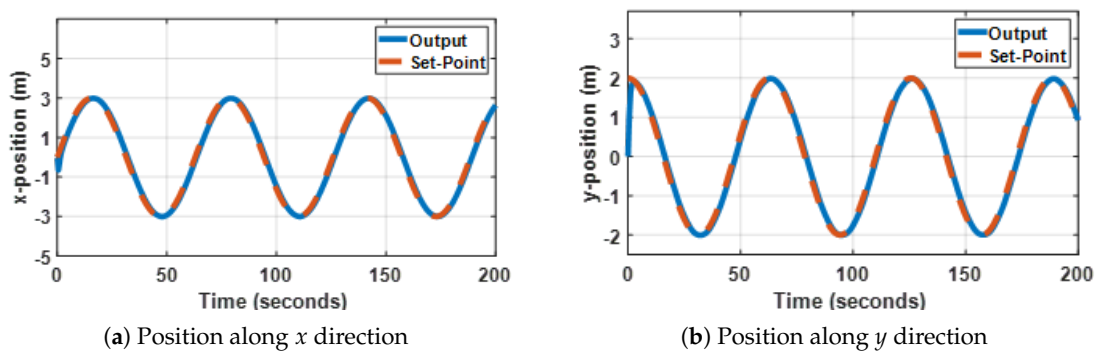 7
5
3
1
-1
-3
-5
x-position (m)
0
50
100
150
200
Time (seconds)
Output
Set-Point
(a) Position along x direction
3
2
1
0
-1
-2
y-position (m)
0
50
100
150
200
Time (seconds)
Output
Set-Point
(b) Position along y direction